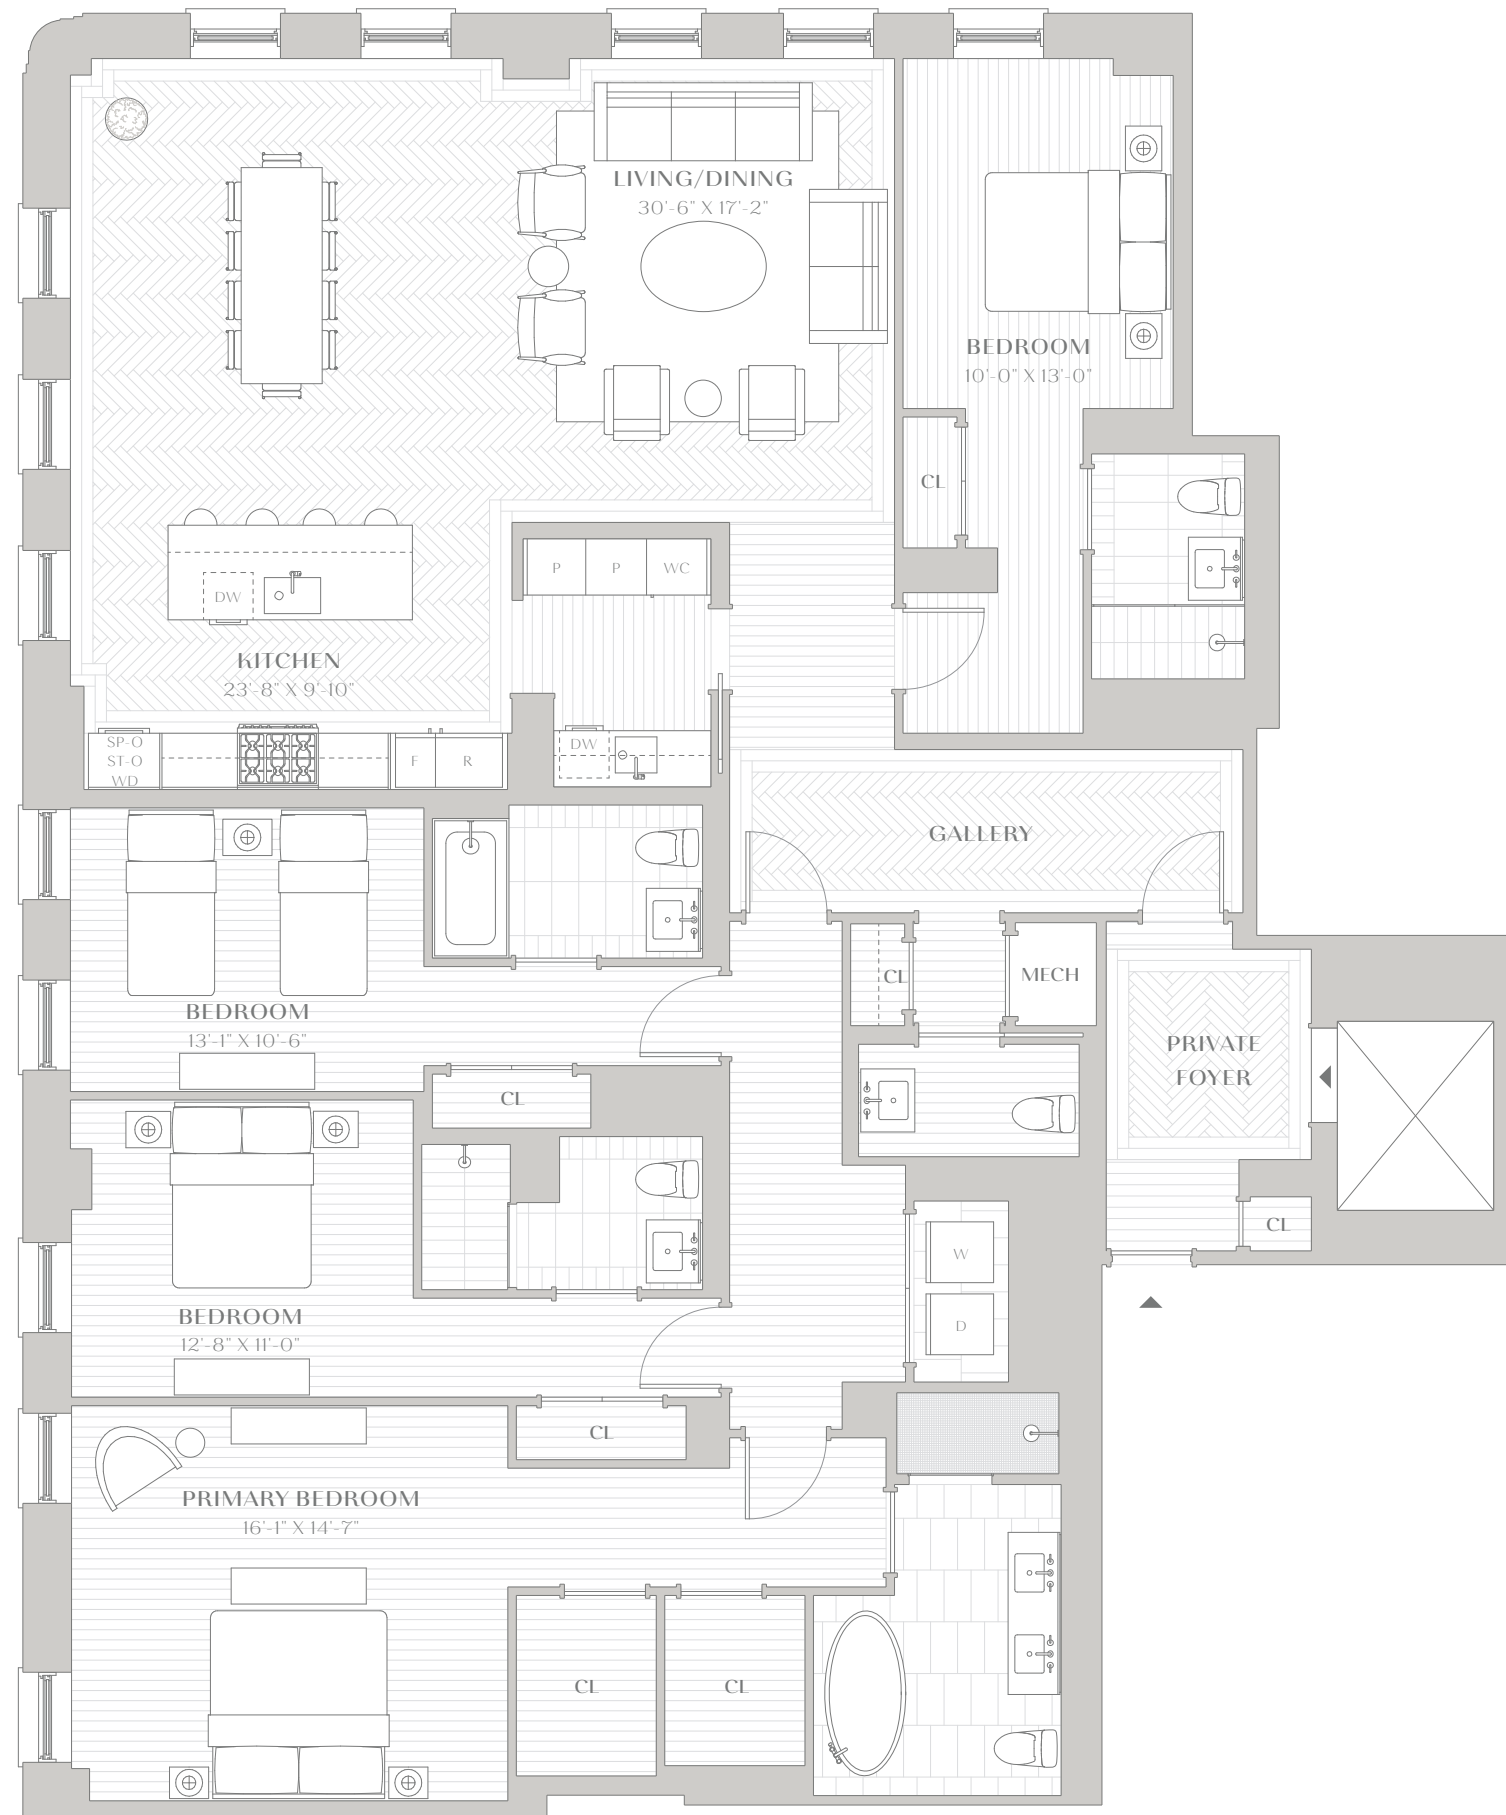 LIVING/DINING
30'-6" X 17'-2"
BEDROOM
10'-0" X 13'-0"
CL
P P WC
DW
KITCHEN
23'-8" X 9'-10"
SP-O
ST-O
WD
F R
DW
GALLERY
CL
MECH
BEDROOM
13'-1" X 10'-6"
PRIVATE
FOYER
CL
CL
W
D
BEDROOM
12'-8" X 11'-0"
CL
PRIMARY BEDROOM
16'-1" X 14'-7"
CL CL